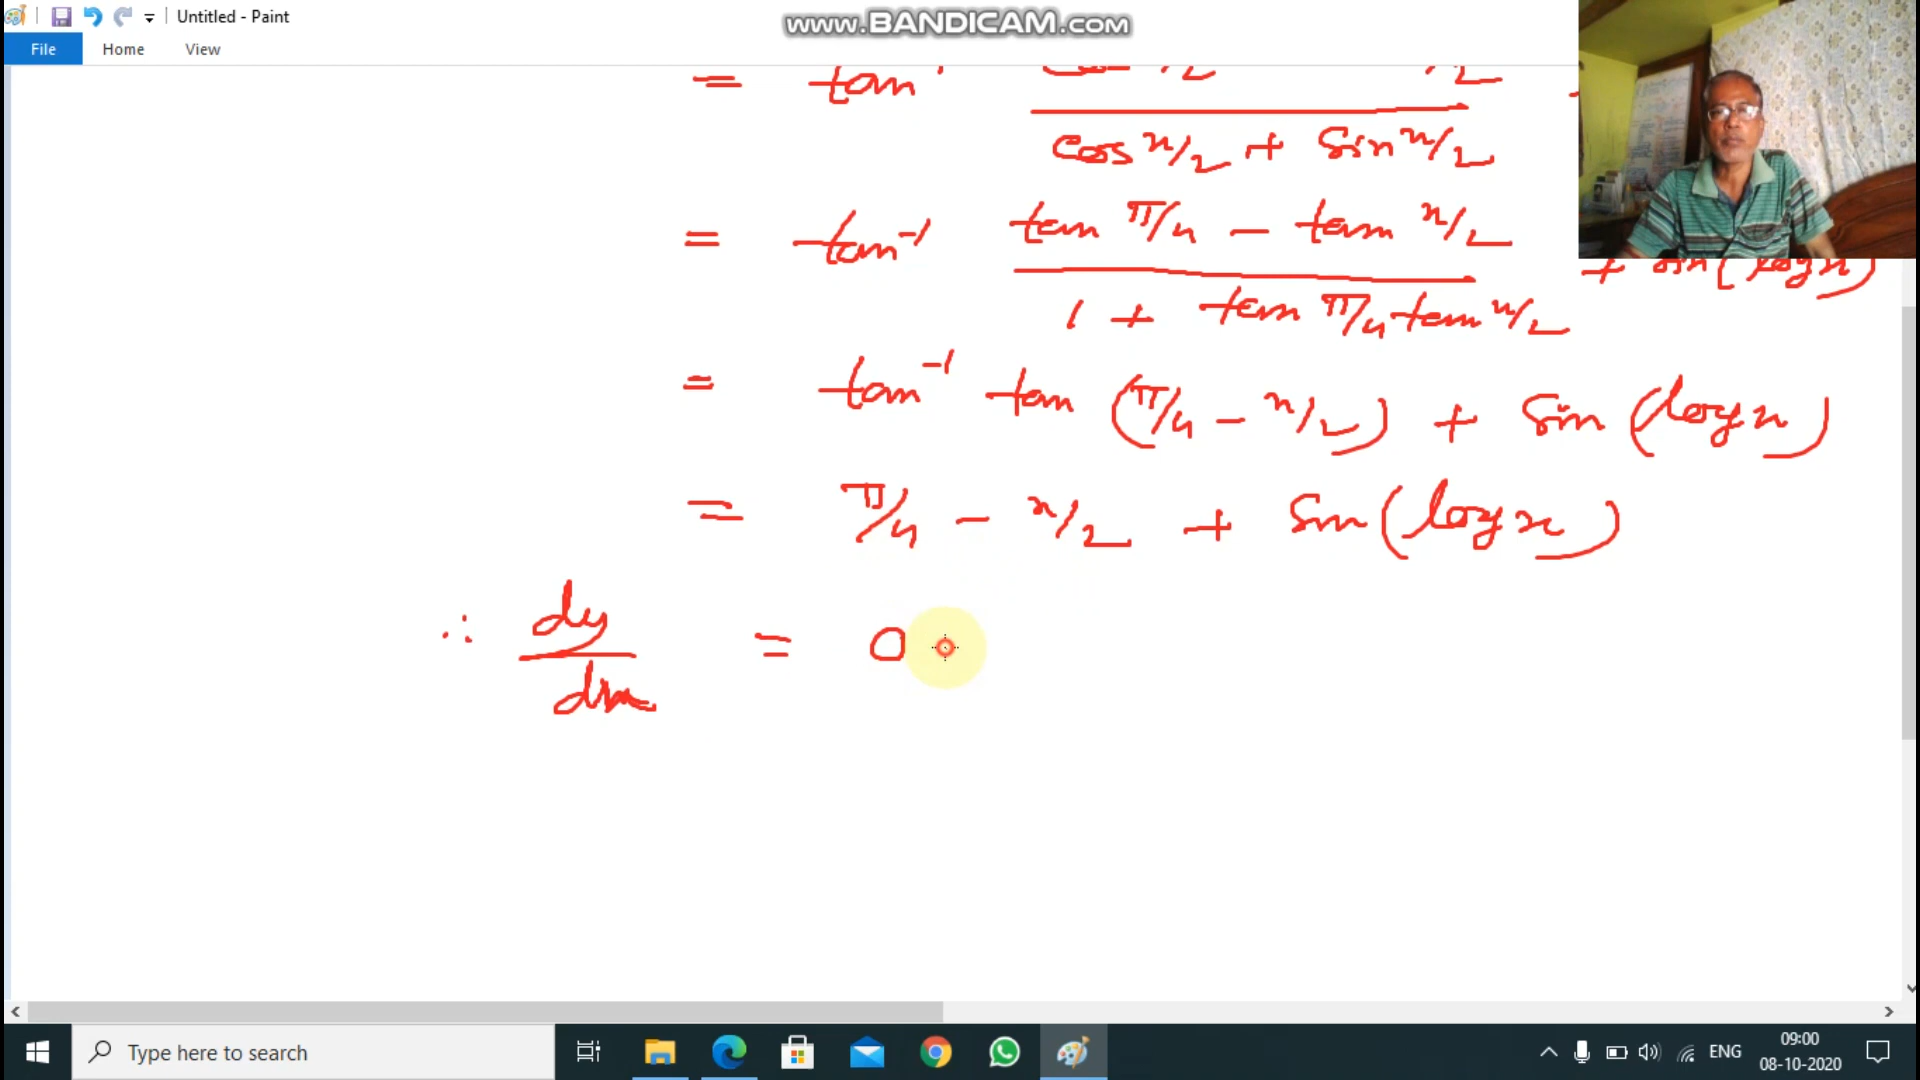 Untitled - Paint
www.BANDICAM.com
File Home View
= tan
cos x/2 + sin x/2
= tan⁻¹ tan π/4 - tan x/2
+ sin(log x)
1 + tan π/4 tan x/2
= tan⁻¹ tan (π/4 - x/2) + sin (log x)
= π/4 - x/2 + sin (log x)
∴ dy/dx = 0
Type here to search
ENG
09:00
08-10-2020